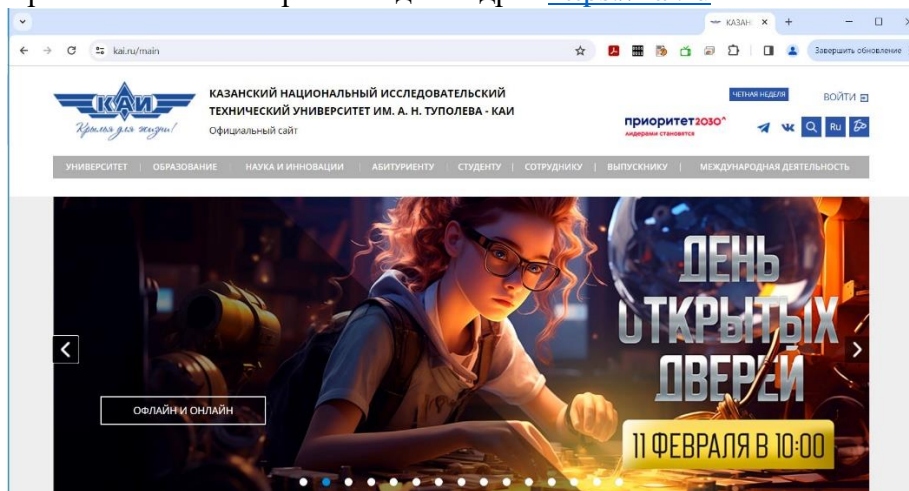 КАЗАНС
kai.ru/main
Завершить обновление
КАИ
Крылья для жизни!
КАЗАНСКИЙ НАЦИОНАЛЬНЫЙ ИССЛЕДОВАТЕЛЬСКИЙ
ТЕХНИЧЕСКИЙ УНИВЕРСИТЕТ ИМ. А. Н. ТУПОЛЕВА - КАИ
Официальный сайт
ЧЕТНАЯ НЕДЕЛЯ
ВОЙТИ
приоритет2030^
лидерами становятся
Ru
УНИВЕРСИТЕТ | ОБРАЗОВАНИЕ | НАУКА И ИННОВАЦИИ | АБИТУРИЕНТУ | СТУДЕНТУ | СОТРУДНИКУ | ВЫПУСКНИКУ | МЕЖДУНАРОДНАЯ ДЕЯТЕЛЬНОСТЬ
ДЕНЬ
ОТКРЫТЫХ
ДВЕРЕЙ
ОФЛАЙН И ОНЛАЙН
11 ФЕВРАЛЯ В 10:00